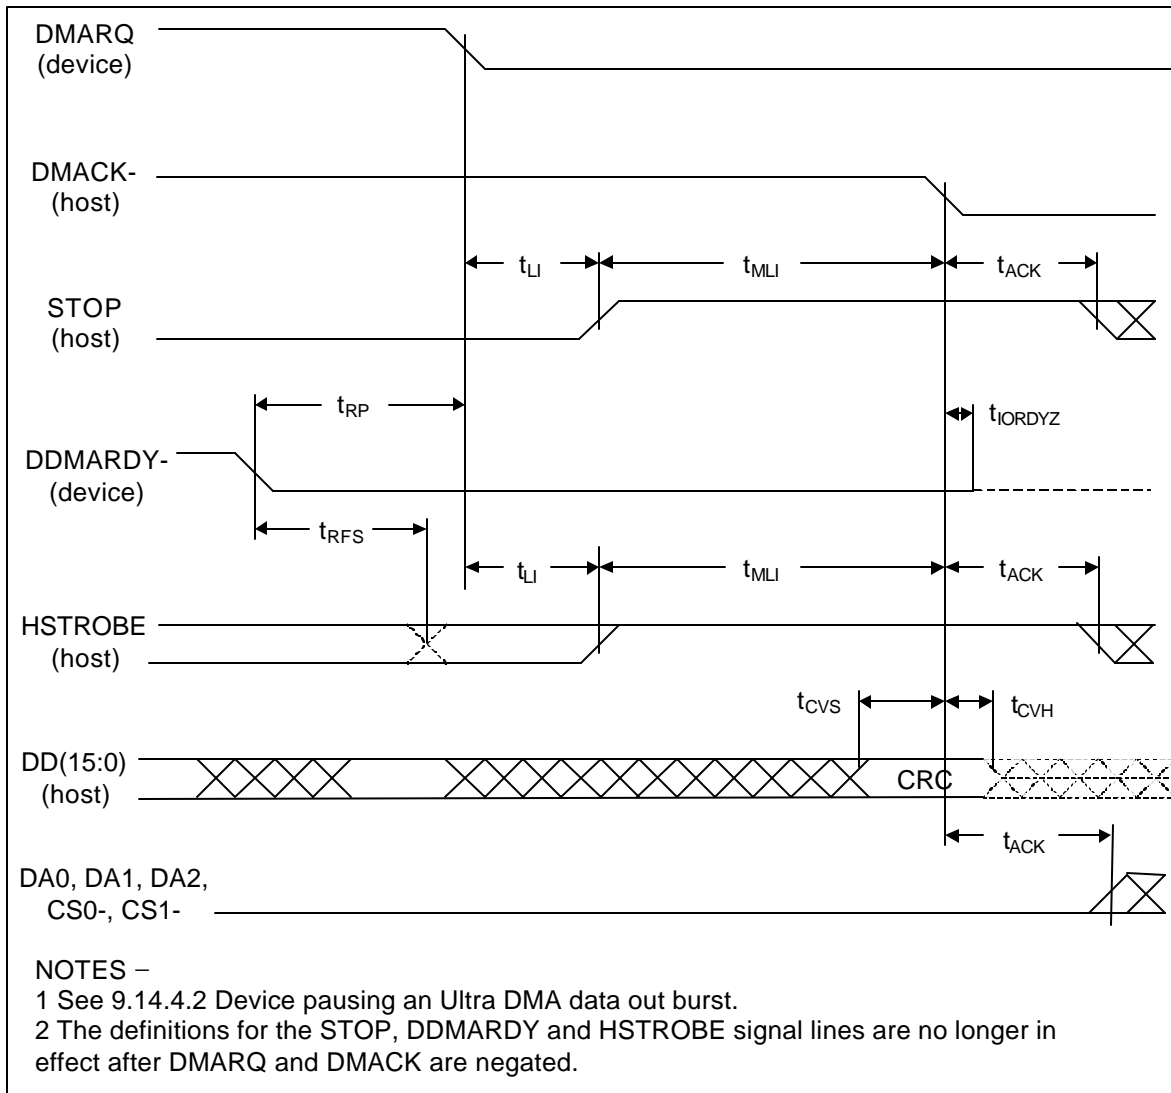 DMARQ
(device)
DMACK-
(host)
tLI
tMLI
tACK
STOP
(host)
tRP
tIORDYZ
DDMARDY-
(device)
tRFS
tLI
tMLI
tACK
HSTROBE
(host)
tCVS
tCVH
DD(15:0)
(host)
CRC
tACK
DA0, DA1, DA2,
CS0-, CS1-
NOTES –
1 See 9.14.4.2 Device pausing an Ultra DMA data out burst.
2 The definitions for the STOP, DDMARDY and HSTROBE signal lines are no longer in
effect after DMARQ and DMACK are negated.